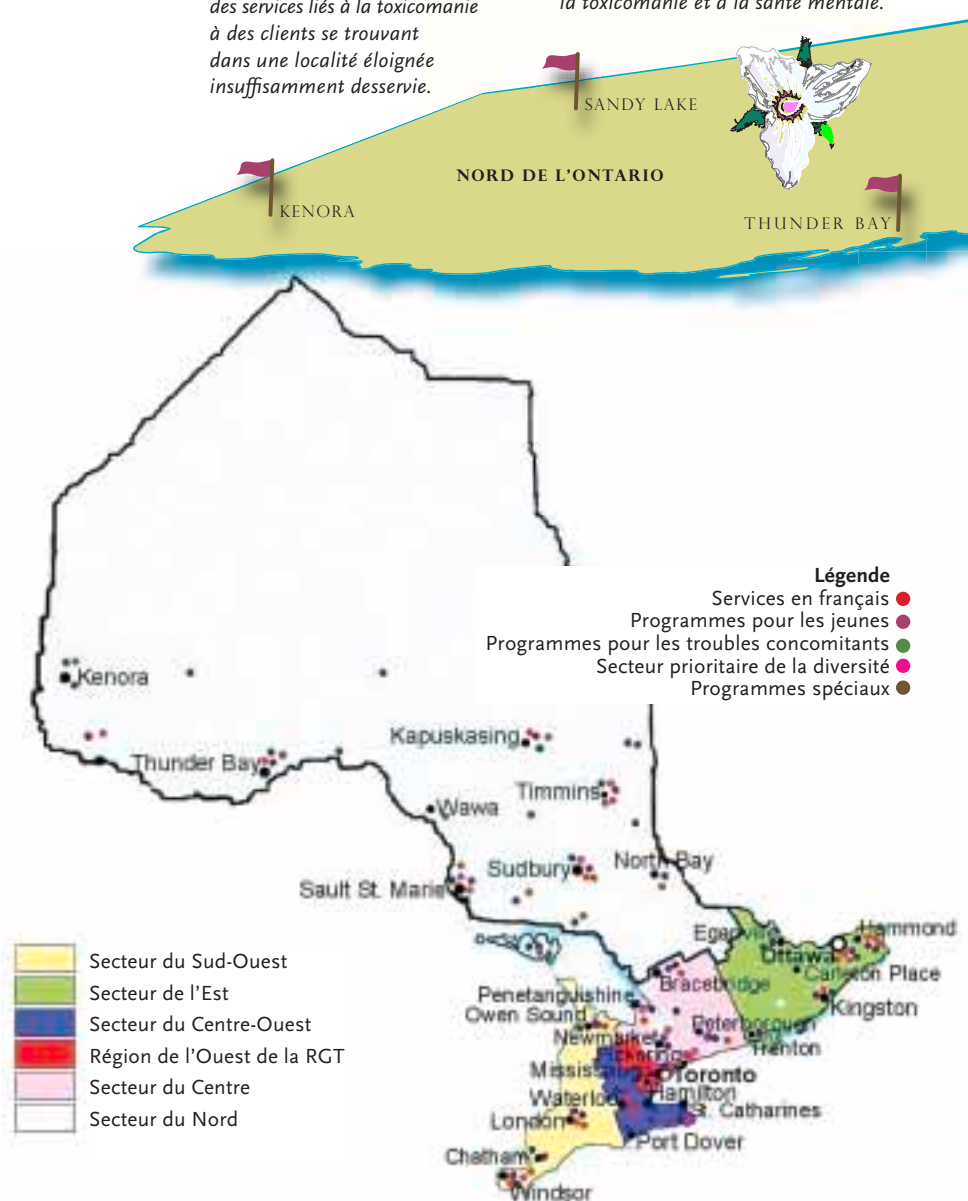 des services liés à la toxicomanie
à des clients se trouvant
dans une localité éloignée
insuffisamment desservie.
la toxicomanie et à la santé mentale.
SANDY LAKE
NORD DE L'ONTARIO
KENORA
THUNDER BAY
Légende
Services en français
Programmes pour les jeunes
Programmes pour les troubles concomitants
Secteur prioritaire de la diversité
Programmes spéciaux
Kenora
Kapuskasing
Thunder Bay
Timmins
Wawa
Sudbury
North Bay
Sault St. Marie
Hammond
Ottawa
Carleton Place
Bracebridge
Kingston
Penetanguishine
Owen Sound
Peterborough
Newmarket
Trenton
Pickering
Toronto
Hamilton
Waterloo
St. Catharines
London
Port Dover
Chatham
Windsor
Secteur du Sud-Ouest
Secteur de l'Est
Secteur du Centre-Ouest
Région de l'Ouest de la RGT
Secteur du Centre
Secteur du Nord